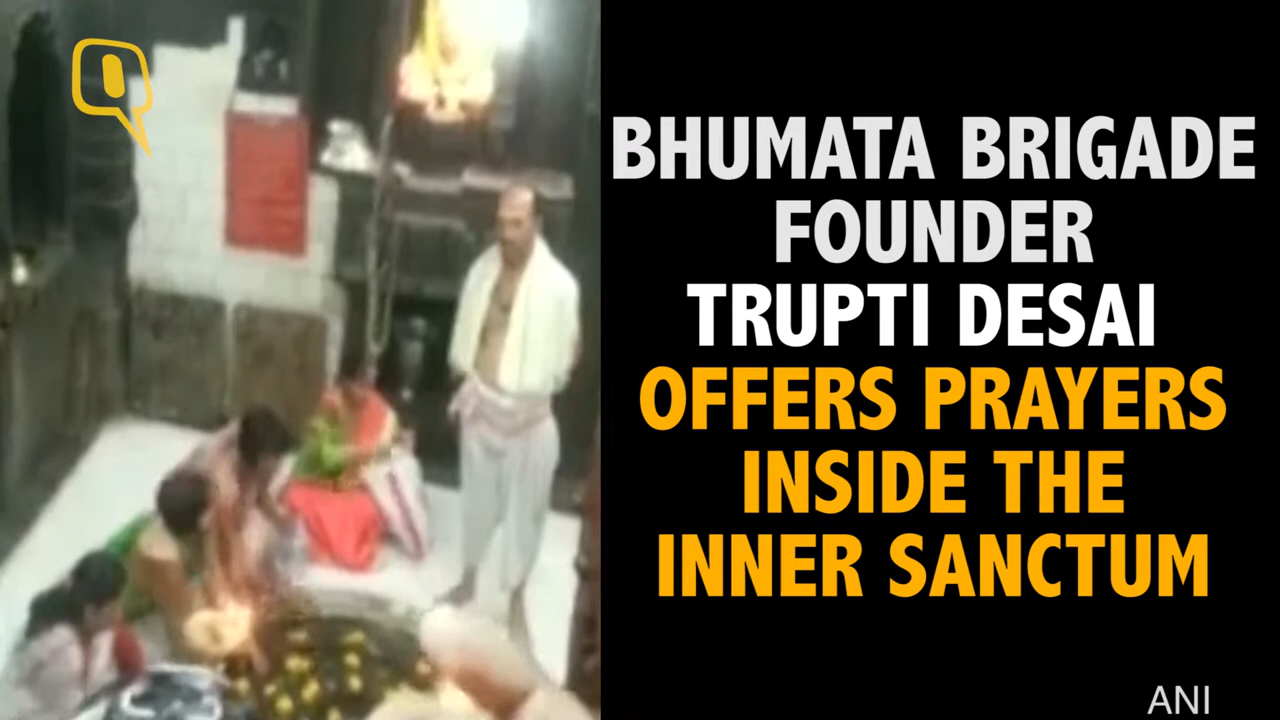 BHUMATA BRIGADE
FOUNDER
TRUPTI DESAI
OFFERS PRAYERS
INSIDE THE
INNER SANCTUM
ANI